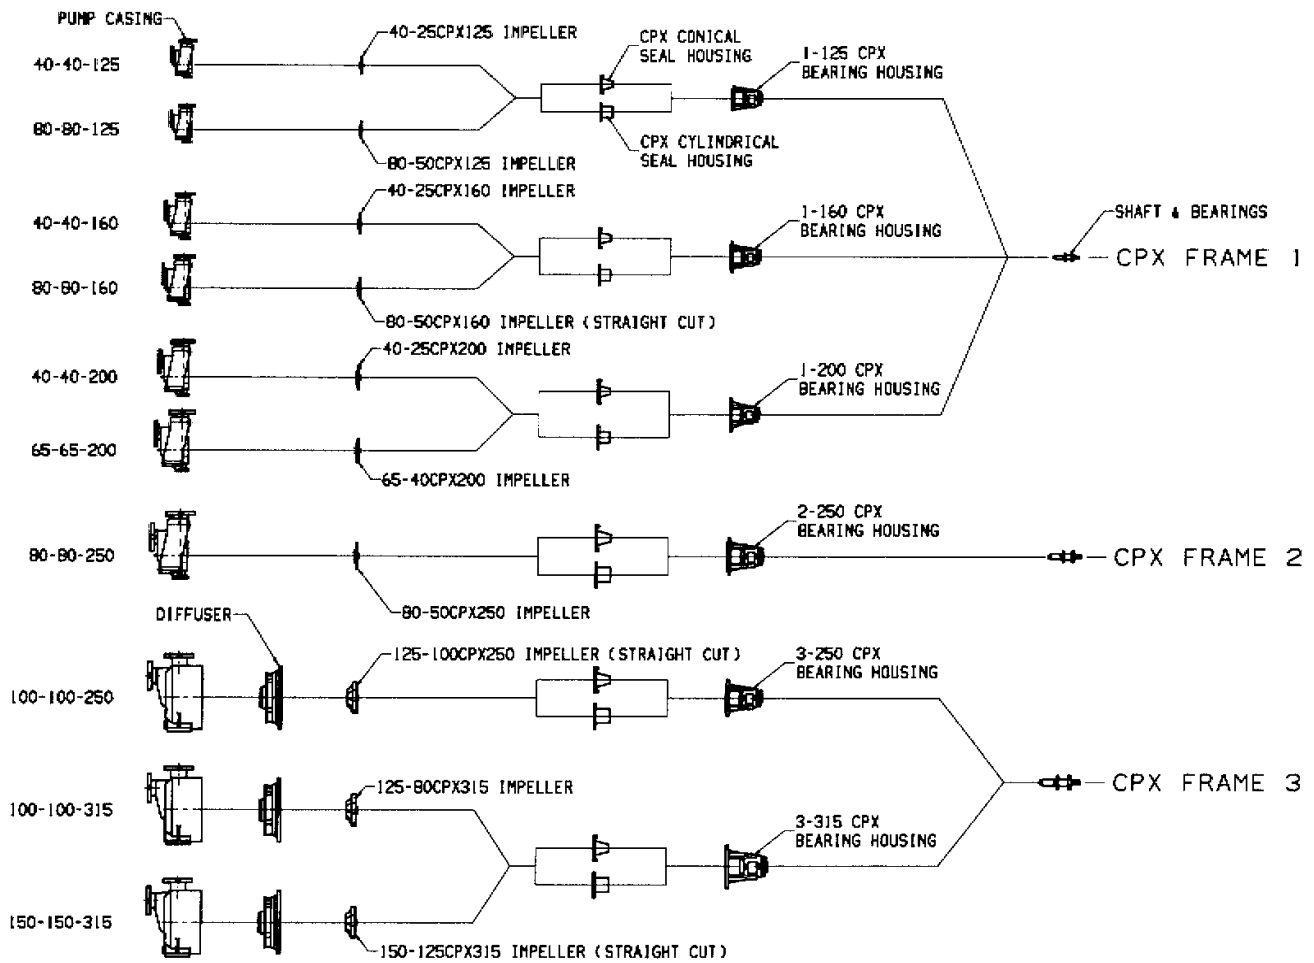 PUMP CASING
40-25CPX125 IMPELLER
CPX CONICAL
SEAL HOUSING
1-125 CPX
BEARING HOUSING
40-40-125
80-80-125
CPX CYLINDRICAL
SEAL HOUSING
80-50CPX125 IMPELLER
40-25CPX160 IMPELLER
40-40-160
1-160 CPX
BEARING HOUSING
SHAFT & BEARINGS
CPX FRAME 1
80-80-160
80-50CPX160 IMPELLER (STRAIGHT CUT)
40-25CPX200 IMPELLER
40-40-200
1-200 CPX
BEARING HOUSING
65-65-200
65-40CPX200 IMPELLER
2-250 CPX
BEARING HOUSING
80-80-250
CPX FRAME 2
80-50CPX250 IMPELLER
DIFFUSER
125-100CPX250 IMPELLER (STRAIGHT CUT)
3-250 CPX
BEARING HOUSING
100-100-250
125-80CPX315 IMPELLER
CPX FRAME 3
100-100-315
3-315 CPX
BEARING HOUSING
150-150-315
150-125CPX315 IMPELLER (STRAIGHT CUT)